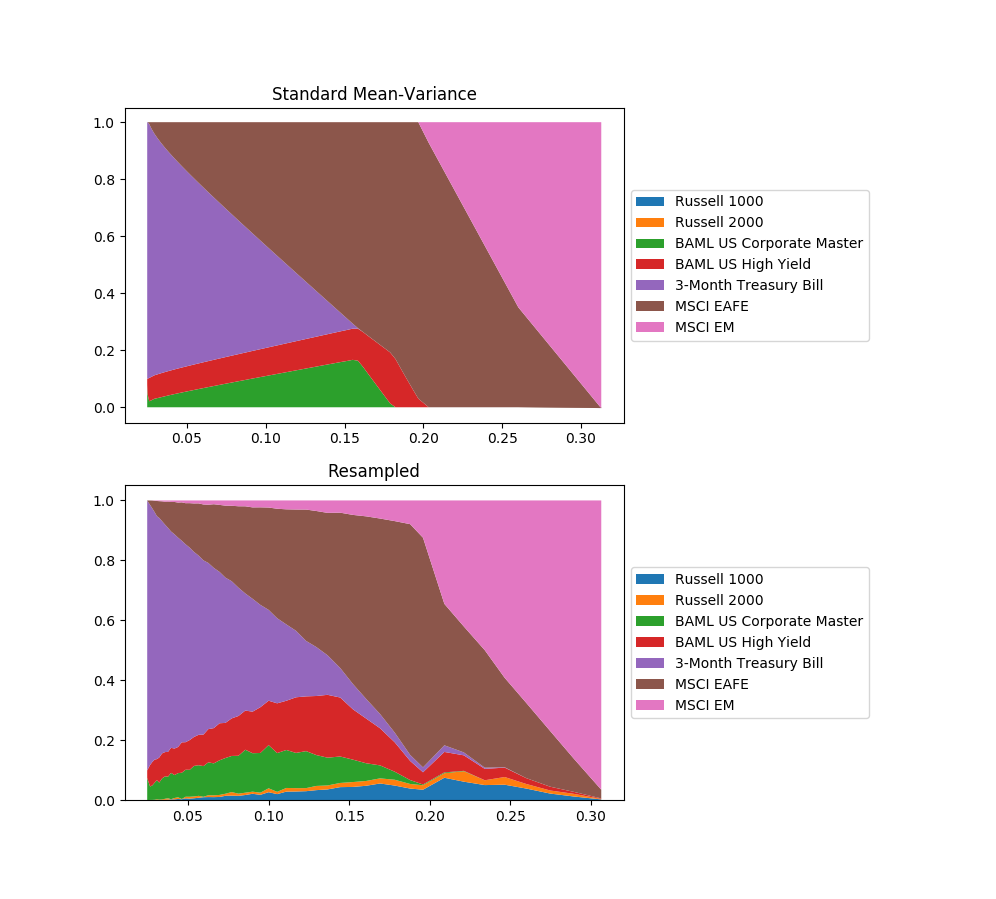 Standard Mean-Variance
1.0
0.8
0.6
0.4
0.2
0.0
0.05 0.10 0.15 0.20 0.25 0.30
Russell 1000
Russell 2000
BAML US Corporate Master
BAML US High Yield
3-Month Treasury Bill
MSCI EAFE
MSCI EM
Resampled
1.0
0.8
0.6
0.4
0.2
0.0
0.05 0.10 0.15 0.20 0.25 0.30
Russell 1000
Russell 2000
BAML US Corporate Master
BAML US High Yield
3-Month Treasury Bill
MSCI EAFE
MSCI EM